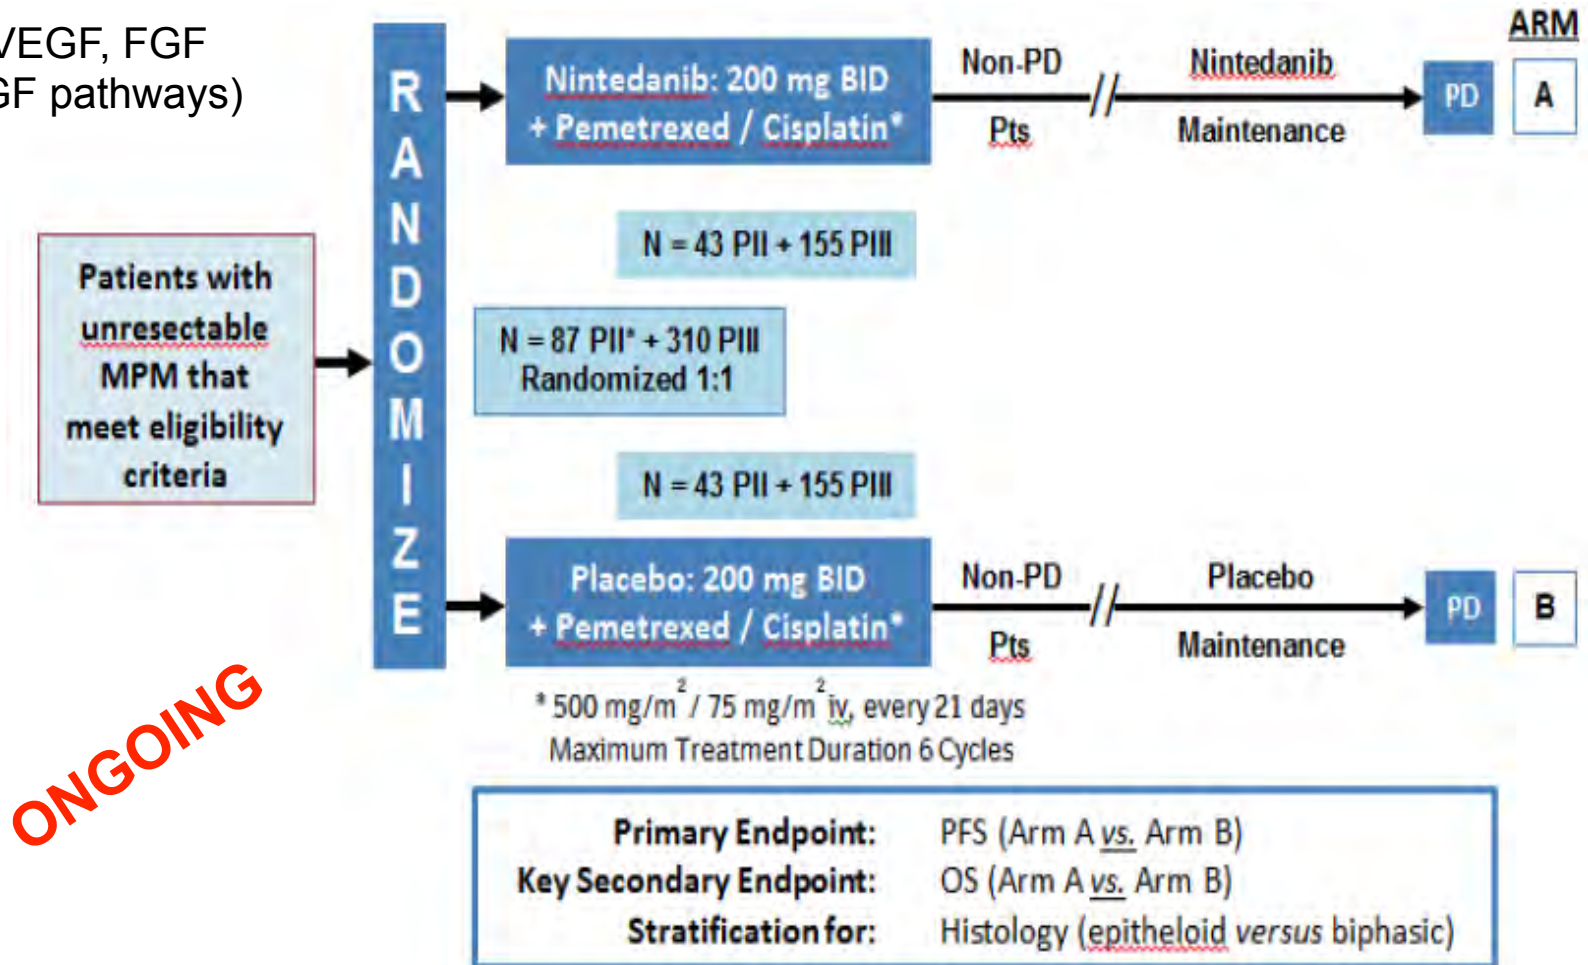 VEGF, FGF
GF pathways)
ARM
RANDOMIZE
Nintedanib: 200 mg BID
+ Pemetrexed / Cisplatin*
Non-PD
Pts
Nintedanib
Maintenance
PD
A
N = 43 PII + 155 PIII
Patients with
unresectable
MPM that
meet eligibility
criteria
N = 87 PII* + 310 PIII
Randomized 1:1
N = 43 PII + 155 PIII
Placebo: 200 mg BID
+ Pemetrexed / Cisplatin*
Non-PD
Pts
Placebo
Maintenance
PD
B
* 500 mg/m² / 75 mg/m² iv, every 21 days
Maximum Treatment Duration 6 Cycles
ONGOING
Primary Endpoint: PFS (Arm A vs. Arm B)
Key Secondary Endpoint: OS (Arm A vs. Arm B)
Stratification for: Histology (epitheloid versus biphasic)